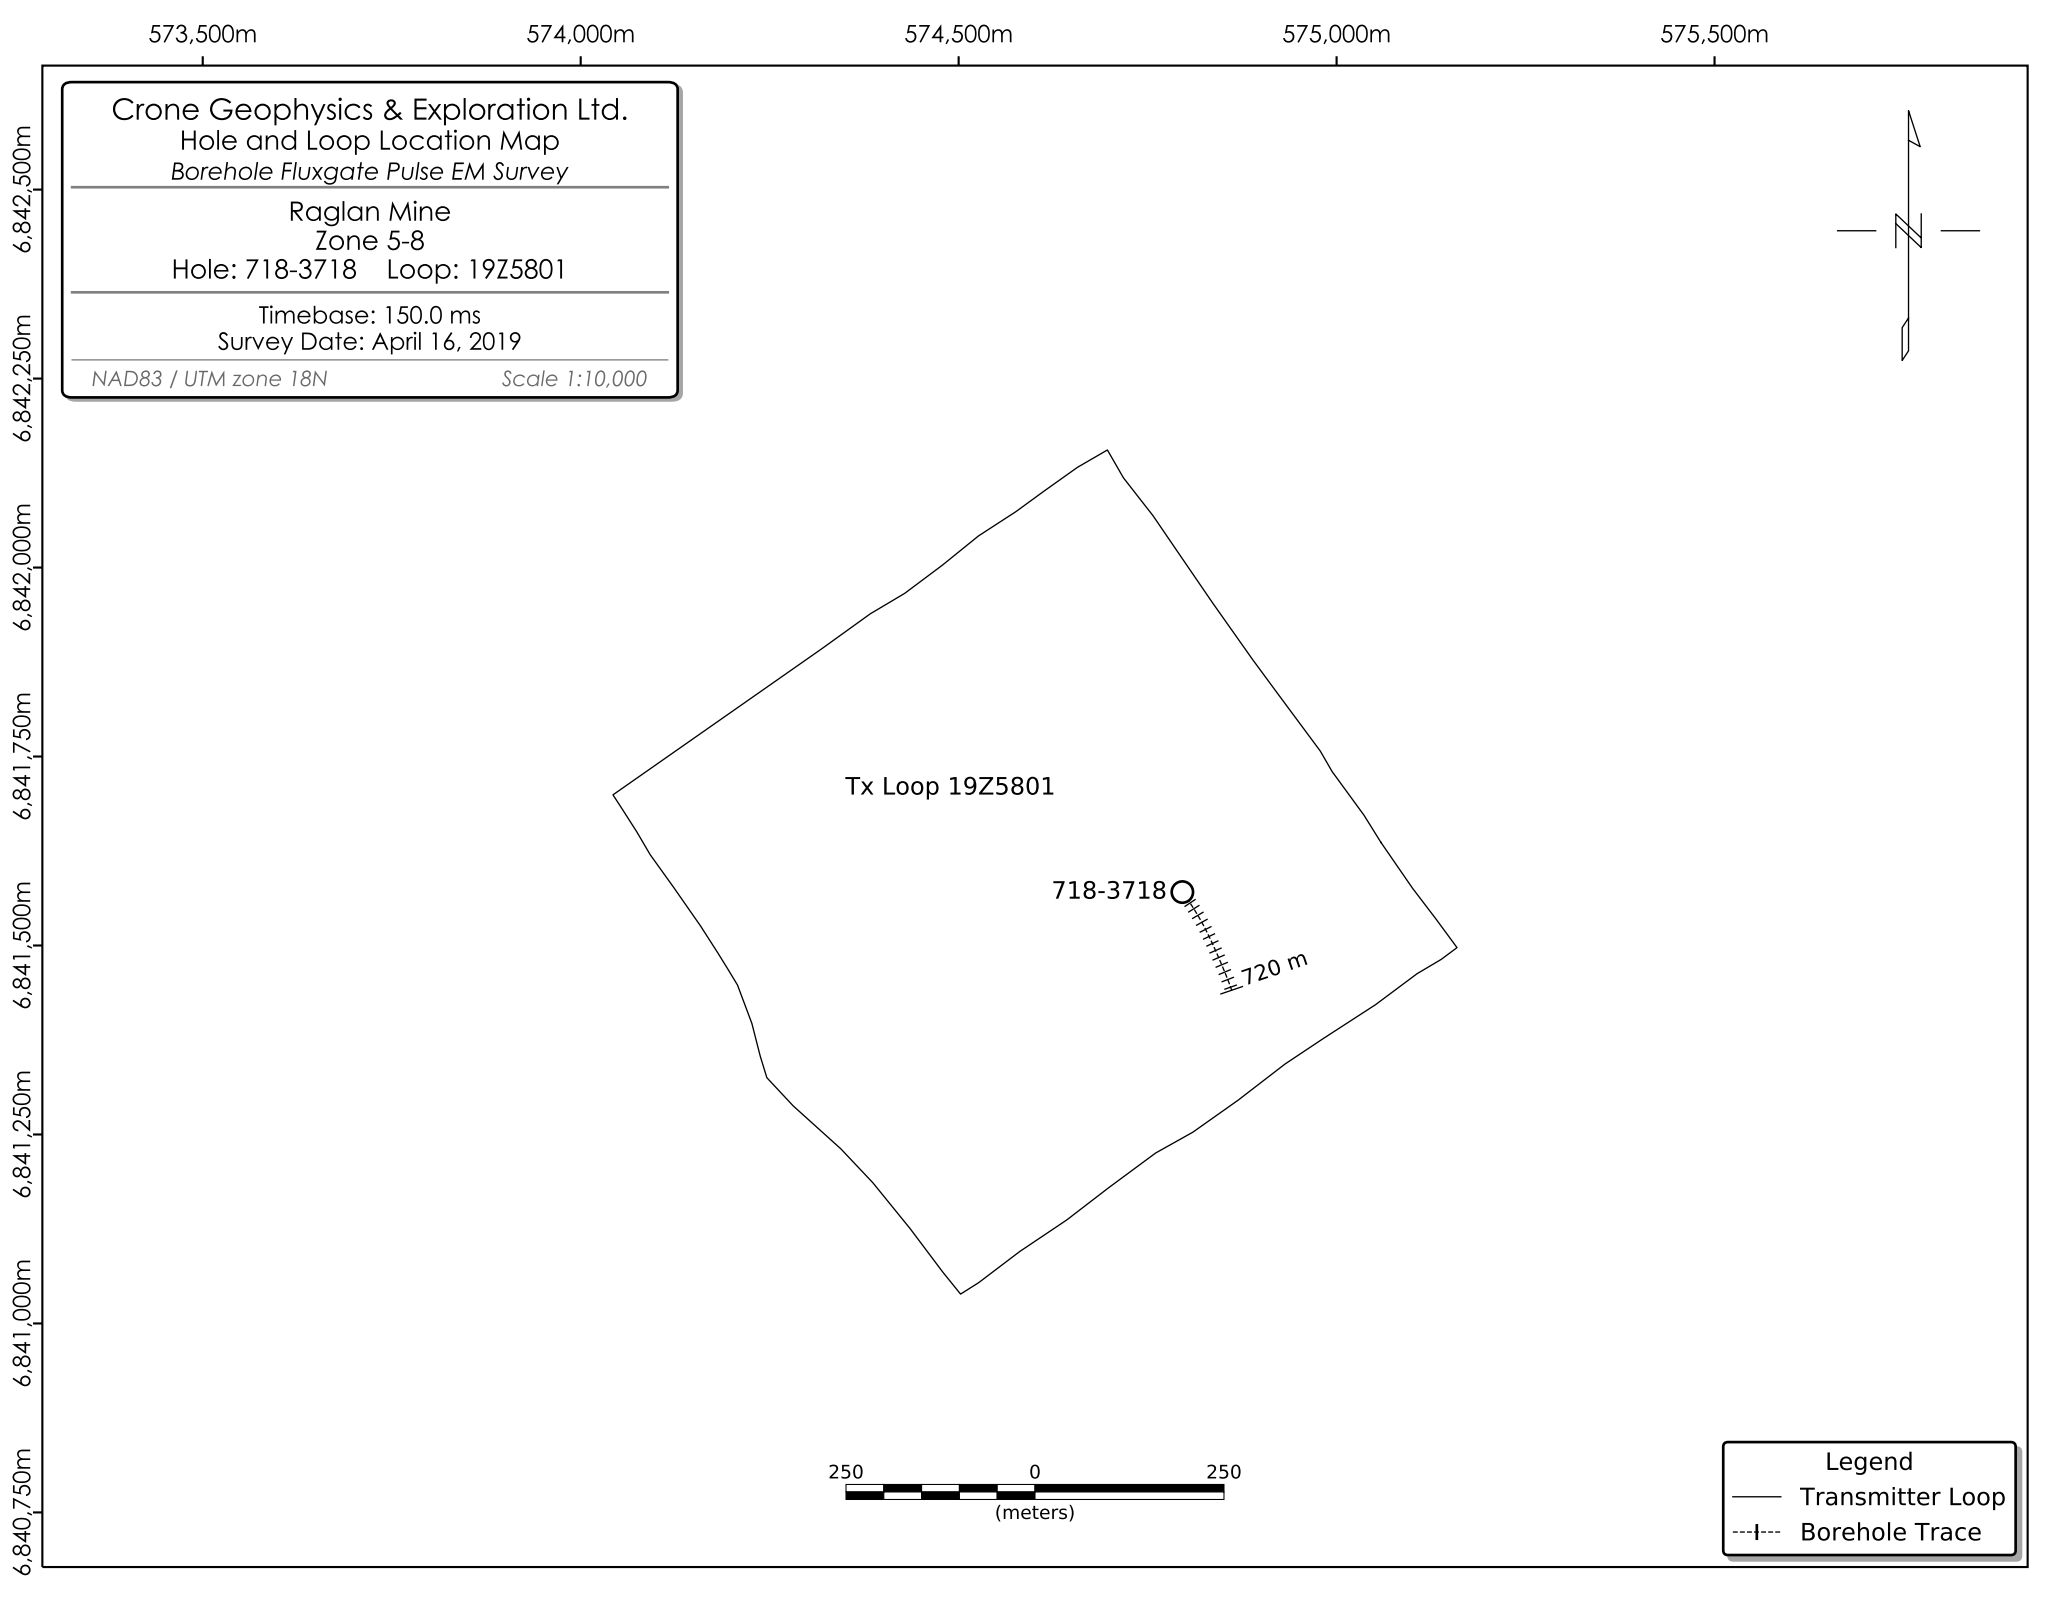 573,500m 574,000m 574,500m 575,000m 575,500m
Crone Geophysics & Exploration Ltd.
Hole and Loop Location Map
Borehole Fluxgate Pulse EM Survey
Raglan Mine
Zone 5-8
Hole: 718-3718 Loop: 19Z5801
Timebase: 150.0 ms
Survey Date: April 16, 2019
NAD83 / UTM zone 18N Scale 1:10,000
N
6,842,500m
6,842,250m
6,842,000m
6,841,750m
6,841,500m
6,841,250m
6,841,000m
6,840,750m
Tx Loop 19Z5801
718-3718
720 m
250 0 250
(meters)
Legend
Transmitter Loop
Borehole Trace